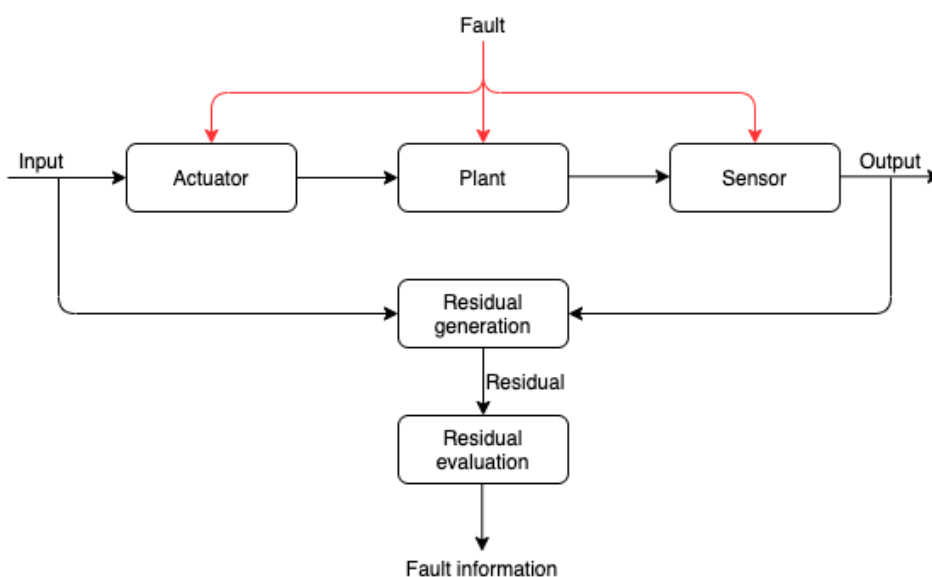 Fault
Input
Actuator
Plant
Sensor
Output
Residual
generation
Residual
Residual
evaluation
Fault information